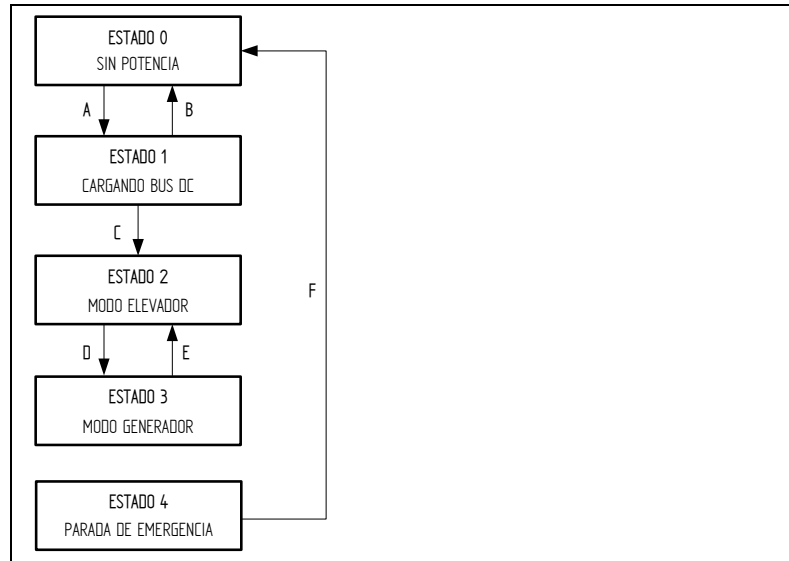 ESTADO 0
SIN POTENCIA
A
B
ESTADO 1
CARGANDO BUS DC
C
ESTADO 2
MODO ELEVADOR
F
D
E
ESTADO 3
MODO GENERADOR
ESTADO 4
PARADA DE EMERGENCIA